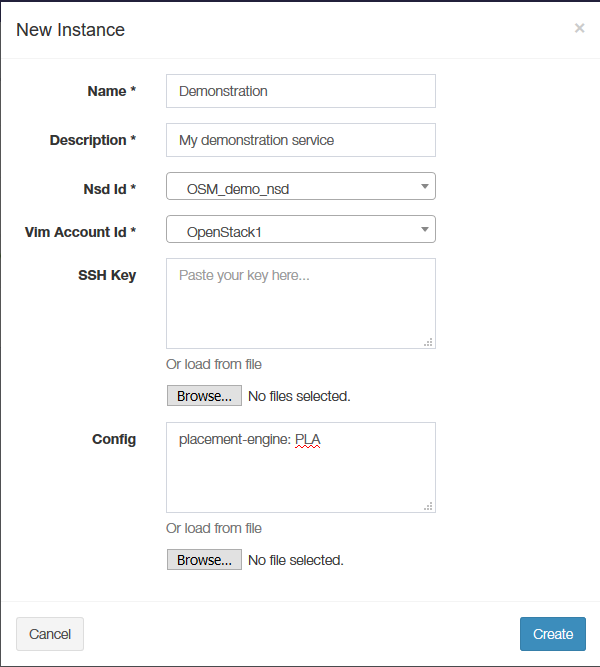 New Instance ×
Name * Demonstration
Description * My demonstration service
Nsd Id * OSM_demo_nsd
Vim Account Id * OpenStack1
SSH Key Paste your key here...
Or load from file
Browse... No files selected.
Config placement-engine: PLA
Or load from file
Browse... No file selected.
Cancel Create